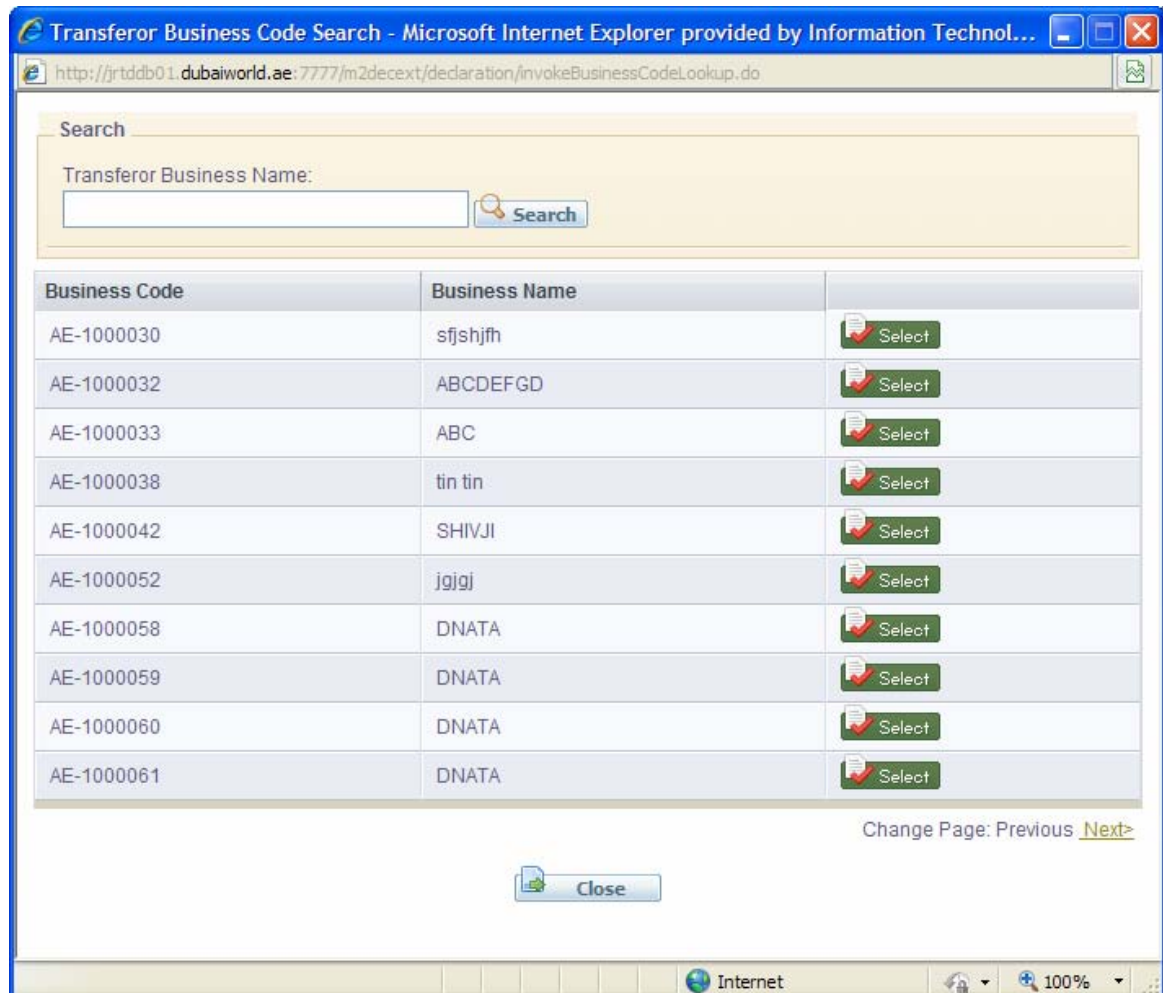 Transferor Business Code Search - Microsoft Internet Explorer provided by Information Technol...
http://jrtddb01.dubaiworld.ae:7777/m2decext/declaration/invokeBusinessCodeLookup.do
Search
Transferor Business Name:
Search
Business Code Business Name
AE-1000030 sfjshjfh Select
AE-1000032 ABCDEFGD Select
AE-1000033 ABC Select
AE-1000038 tin tin Select
AE-1000042 SHIVJI Select
AE-1000052 jgjgj Select
AE-1000058 DNATA Select
AE-1000059 DNATA Select
AE-1000060 DNATA Select
AE-1000061 DNATA Select
Change Page: Previous Next>
Close
Internet 100%